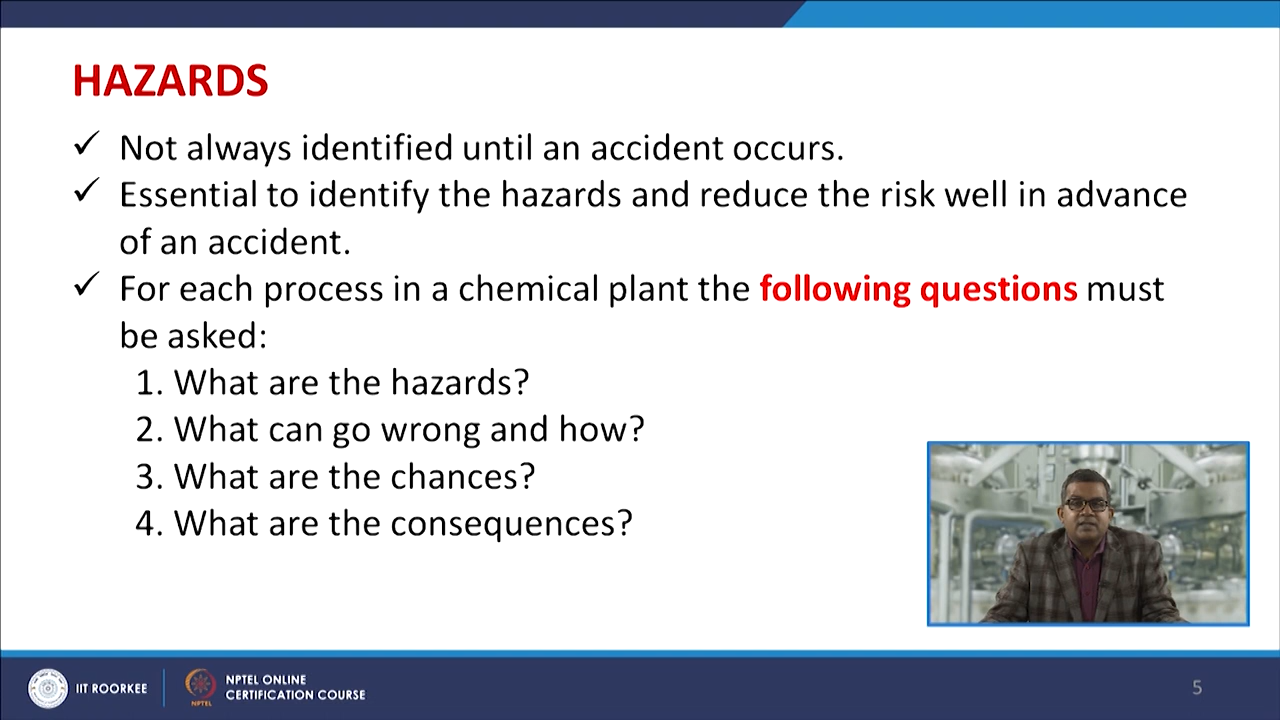 HAZARDS
✓ Not always identified until an accident occurs.
✓ Essential to identify the hazards and reduce the risk well in advance
of an accident.
✓ For each process in a chemical plant the following questions must
be asked:
1. What are the hazards?
2. What can go wrong and how?
3. What are the chances?
4. What are the consequences?
IIT ROORKEE
NPTEL
NPTEL ONLINE
CERTIFICATION COURSE
5